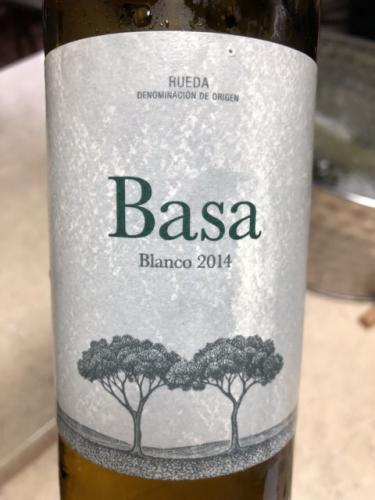 RUEDA
DENOMINACIÓN DE ORIGEN
Basa
Blanco 2014